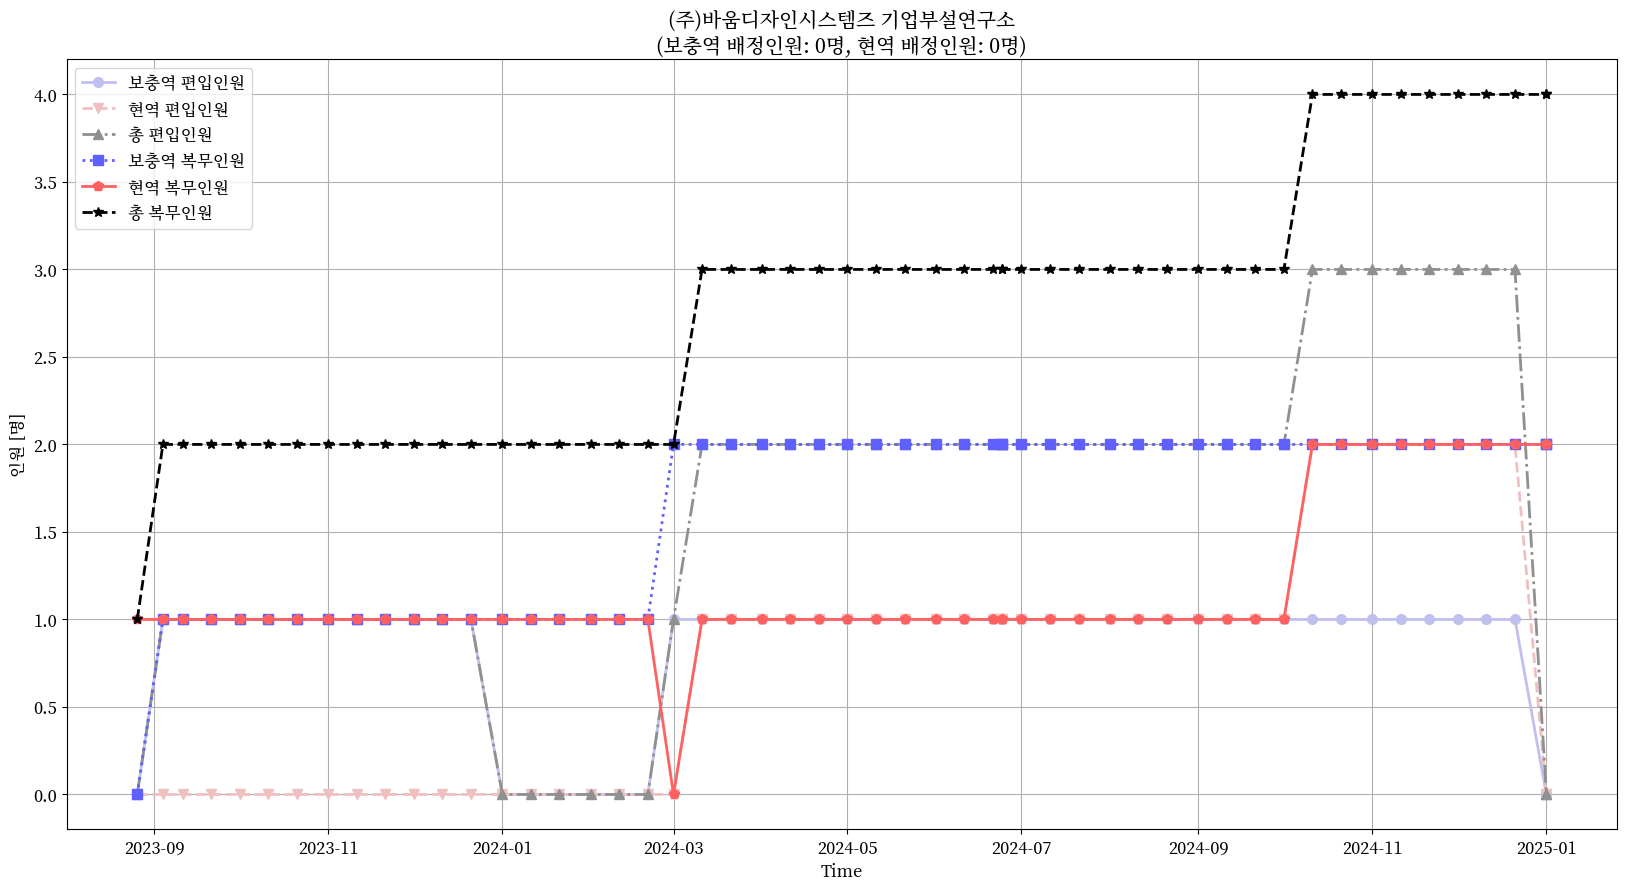 (주)바움디자인시스템즈 기업부설연구소
(보충역 배정인원: 0명, 현역 배정인원: 0명)
보충역 편입인원
현역 편입인원
총 편입인원
보충역 복무인원
현역 복무인원
총 복무인원
인원 [명]
4.0
3.5
3.0
2.5
2.0
1.5
1.0
0.5
0.0
2023-09
2023-11
2024-01
2024-03
2024-05
2024-07
2024-09
2024-11
2025-01
Time